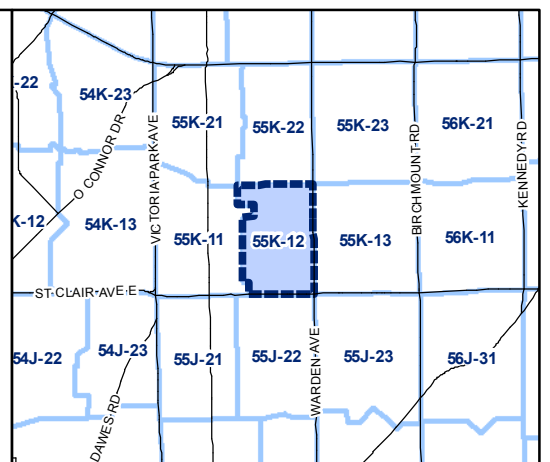 -22
54K-23
55K-21
55K-22
55K-23
56K-21
O CONNOR DR
VICTORIA PARK AVE
BIRCHMOUNT RD
KENNEDY RD
K-12
54K-13
55K-11
55K-12
55K-13
56K-11
ST CLAIR AVE E
54J-22
54J-23
55J-21
55J-22
55J-23
56J-31
DAWES RD
WARDEN AVE